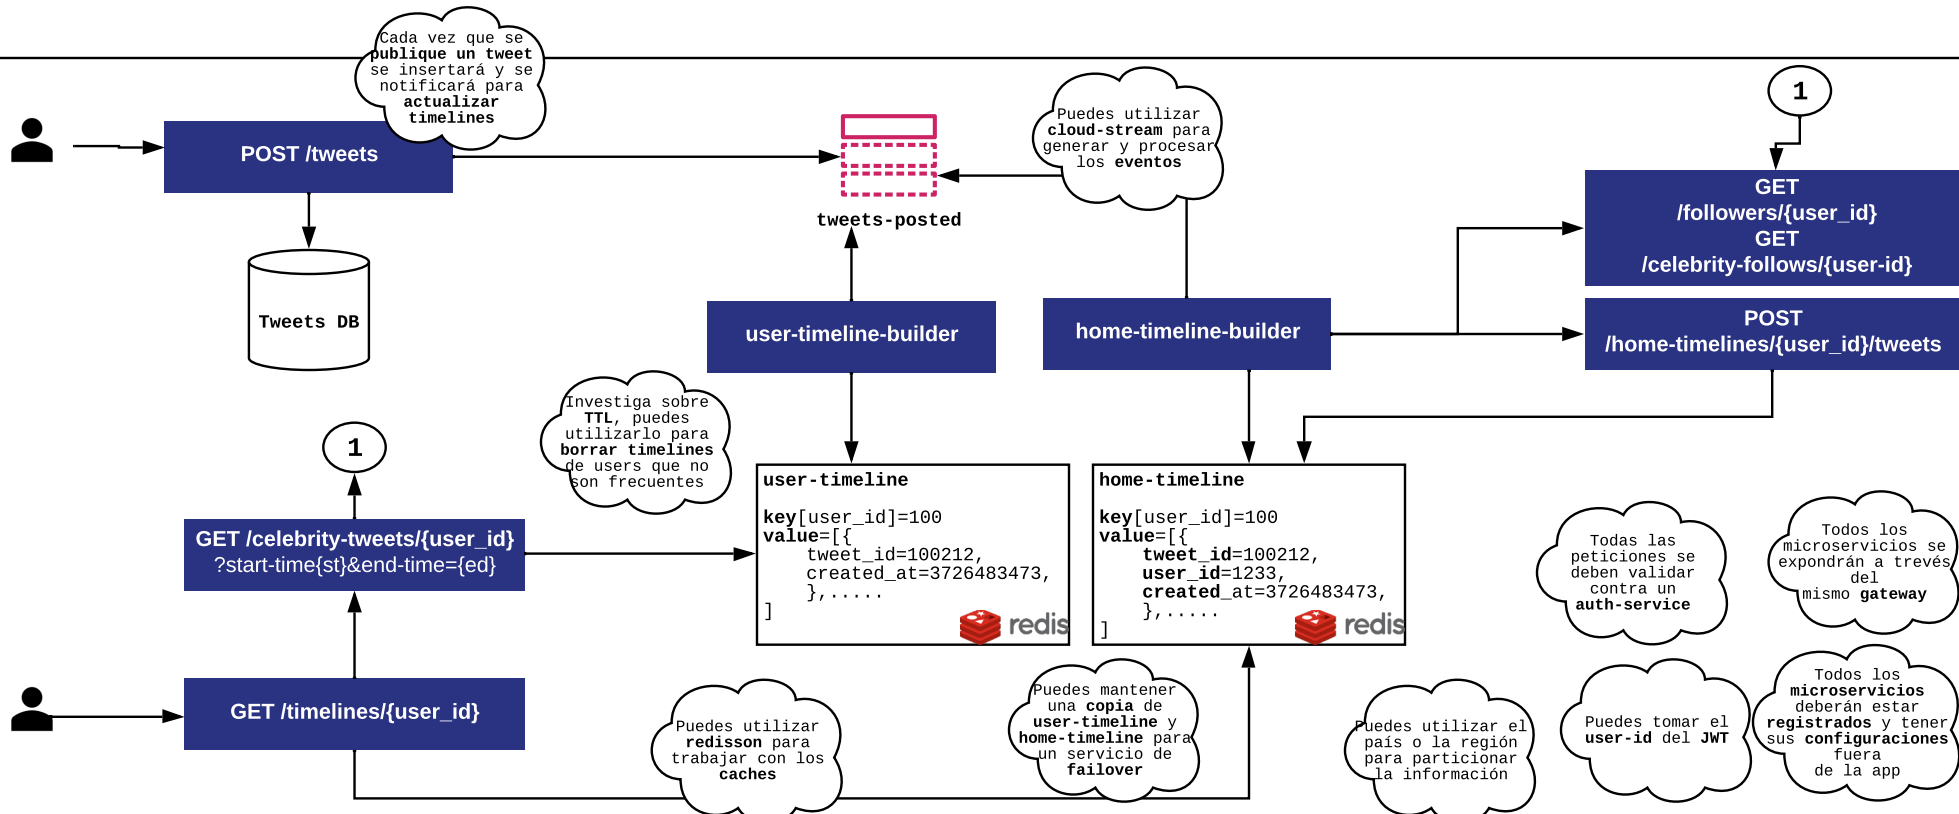 Cada vez que se
publique un tweet
se insertará y se
notificará para
actualizar
timelines
POST /tweets
Tweets DB
tweets-posted
Puedes utilizar
cloud-stream para
generar y procesar
los eventos
1
GET
/followers/{user_id}
GET
/celebrity-follows/{user-id}
user-timeline-builder
home-timeline-builder
POST
/home-timelines/{user_id}/tweets
Investiga sobre
TTL, puedes
utilizarlo para
borrar timelines
de users que no
son frecuentes
1
GET /celebrity-tweets/{user_id}
?start-time{st}&end-time={ed}
user-timeline
key[user_id]=100
value=[{
tweet_id=100212,
created_at=3726483473,
},.....
]
redis
home-timeline
key[user_id]=100
value=[{
tweet_id=100212,
user_id=1233,
created_at=3726483473,
},.....
]
redis
Todas las
peticiones se
deben validar
contra un
auth-service
Todos los
microservicios se
expondrán a trevés
del
mismo gateway
GET /timelines/{user_id}
Puedes utilizar
redisson para
trabajar con los
caches
Puedes mantener
una copia de
user-timeline y
home-timeline para
un servicio de
failover
Puedes utilizar el
país o la región
para particionar
la información
Puedes tomar el
user-id del JWT
Todos los
microservicios
deberán estar
registrados y tener
sus configuraciones
fuera
de la app